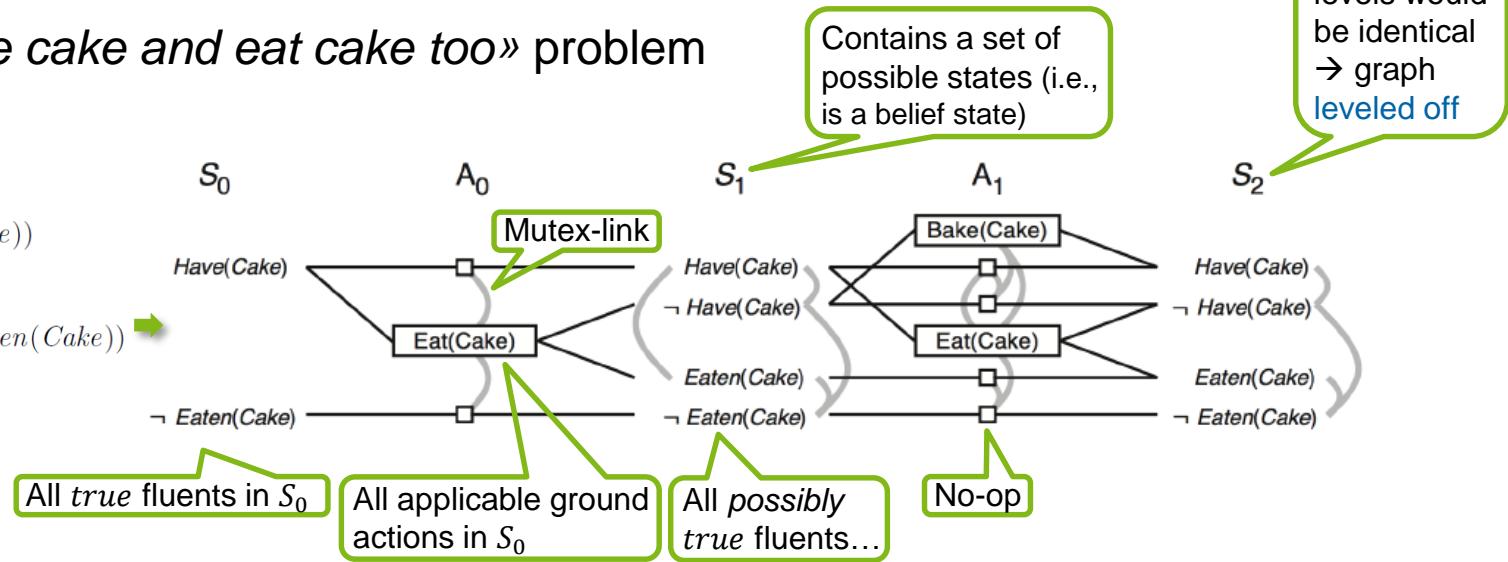 levels would
be identical
→ graph
leveled off
e cake and eat cake too» problem
Contains a set of
possible states (i.e.,
is a belief state)
S0 A0 S1 A1 S2
e))
Mutex-link
Bake(Cake)
Have(Cake) Have(Cake) Have(Cake)
¬ Have(Cake) ¬ Have(Cake)
en(Cake))
Eat(Cake) Eat(Cake)
Eaten(Cake) Eaten(Cake)
¬ Eaten(Cake) ¬ Eaten(Cake) ¬ Eaten(Cake)
All true fluents in S0
All applicable ground
actions in S0
All possibly
true fluents…
No-op